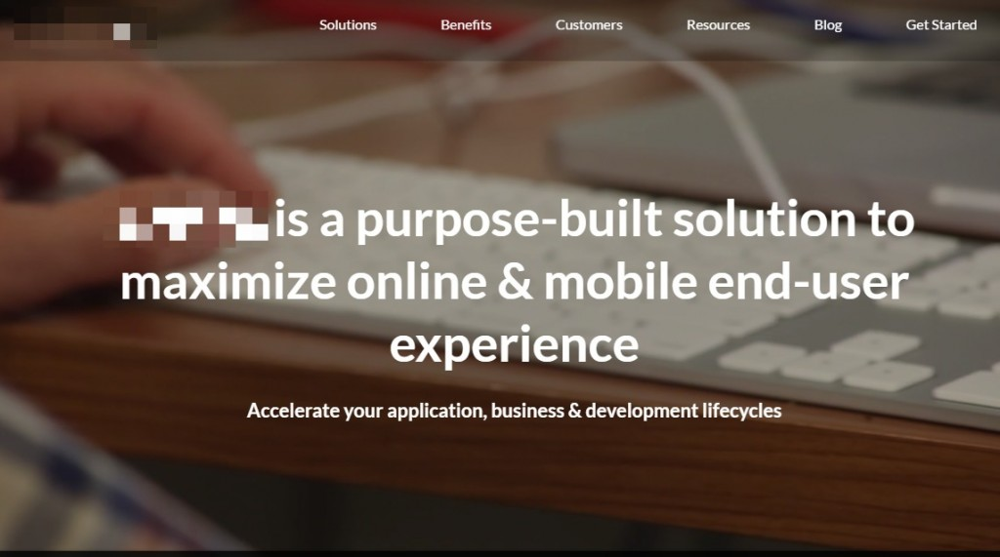 Solutions Benefits Customers Resources Blog Get Started
is a purpose-built solution to
maximize online & mobile end-user
experience
Accelerate your application, business & development lifecycles